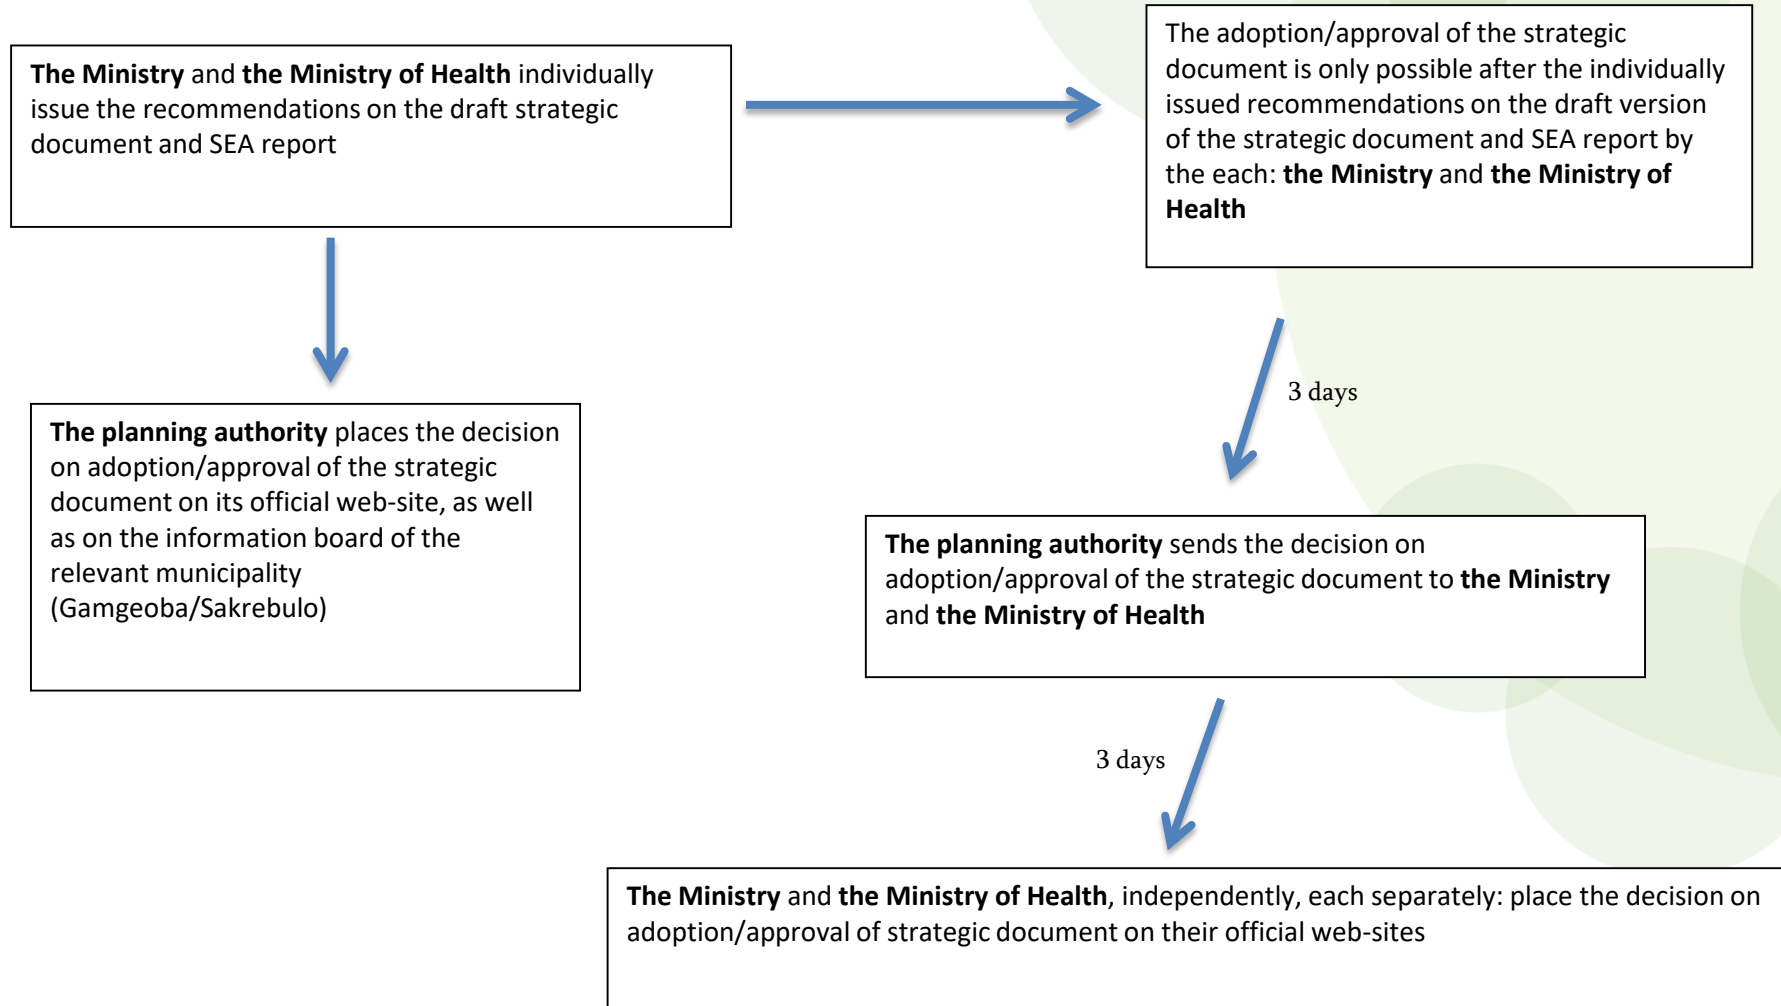 The Ministry and the Ministry of Health individually
issue the recommendations on the draft strategic
document and SEA report
The adoption/approval of the strategic
document is only possible after the individually
issued recommendations on the draft version
of the strategic document and SEA report by
the each: the Ministry and the Ministry of
Health
3 days
The planning authority places the decision
on adoption/approval of the strategic
document on its official web-site, as well
as on the information board of the
relevant municipality
(Gamgeoba/Sakrebulo)
The planning authority sends the decision on
adoption/approval of the strategic document to the Ministry
and the Ministry of Health
3 days
The Ministry and the Ministry of Health, independently, each separately: place the decision on
adoption/approval of strategic document on their official web-sites